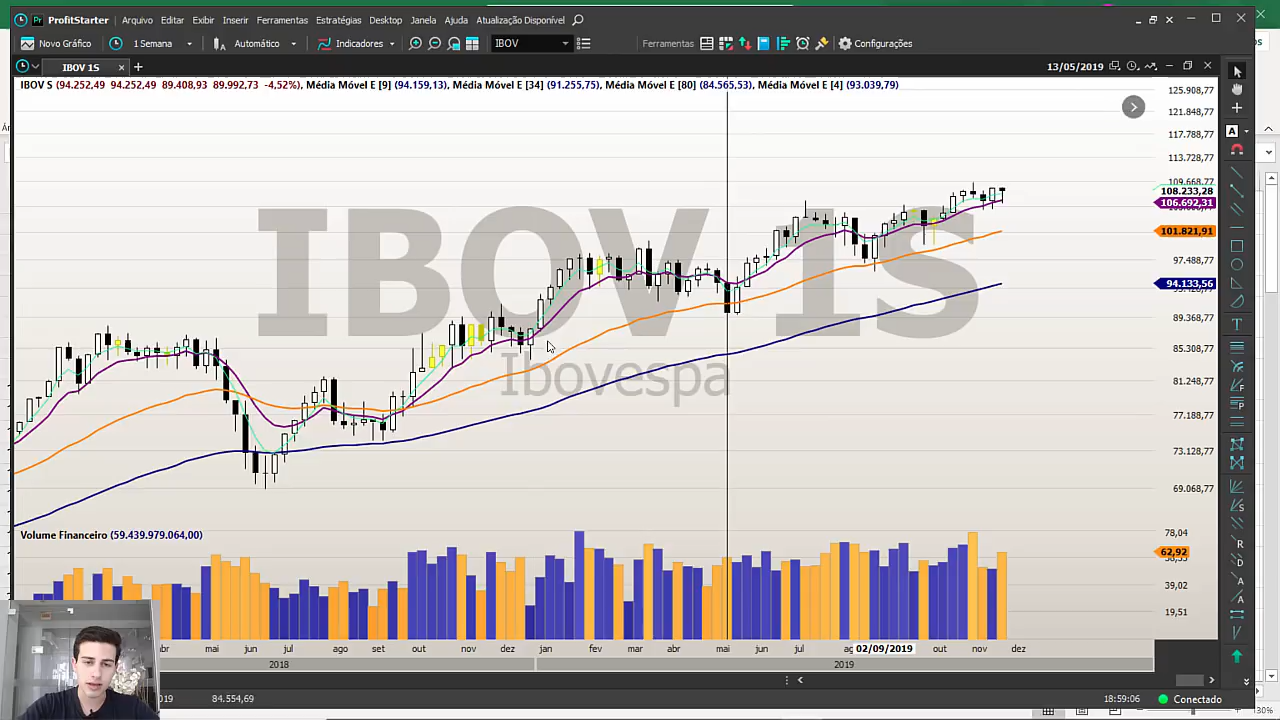 ProfitStarter Arquivo Editar Exibir Inserir Ferramentas Estratégias Desktop Janela Ajuda Atualização Disponível
Novo Gráfico 1 Semana Automático Indicadores IBOV Ferramentas Configurações
IBOV 1S 13/05/2019
IBOV S (94.252,49 94.252,49 89.408,93 89.992,73 -4,52%), Média Móvel E [9] (94.159,13), Média Móvel E [34] (91.255,75), Média Móvel E [80] (84.565,53), Média Móvel E [4] (93.039,79)
125.908,77
121.848,77
117.788,77
113.728,77
109.668,77
108.233,28
106.692,31
101.821,91
97.488,77
94.133,56
89.368,77
85.308,77
81.248,77
77.188,77
73.128,77
69.068,77
IBOV 1S
Ibovespa
Volume Financeiro (59.439.979.064,00)
78,04
62,92
39,02
19,51
mai jun jul ago set out nov dez jan fev mar abr mai jun jul 02/09/2019 out nov dez
2018 2019
84.554,69 18:59:06 Conectado
30%